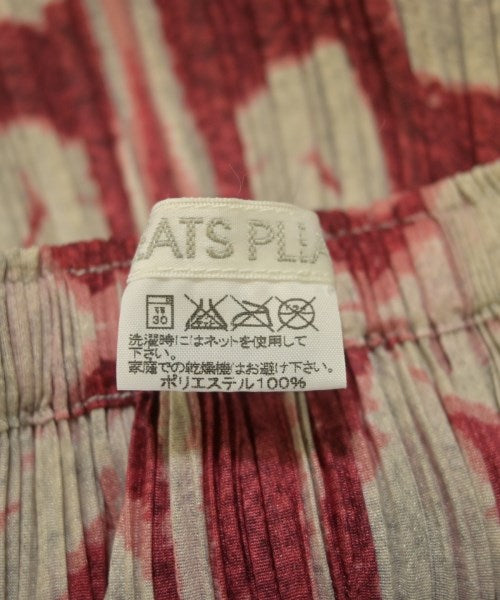 EATS PLEA
弱
30
洗濯時にはネットを使用して
下さい。
家庭での乾燥機はお避け下さい。
ポリエステル100%